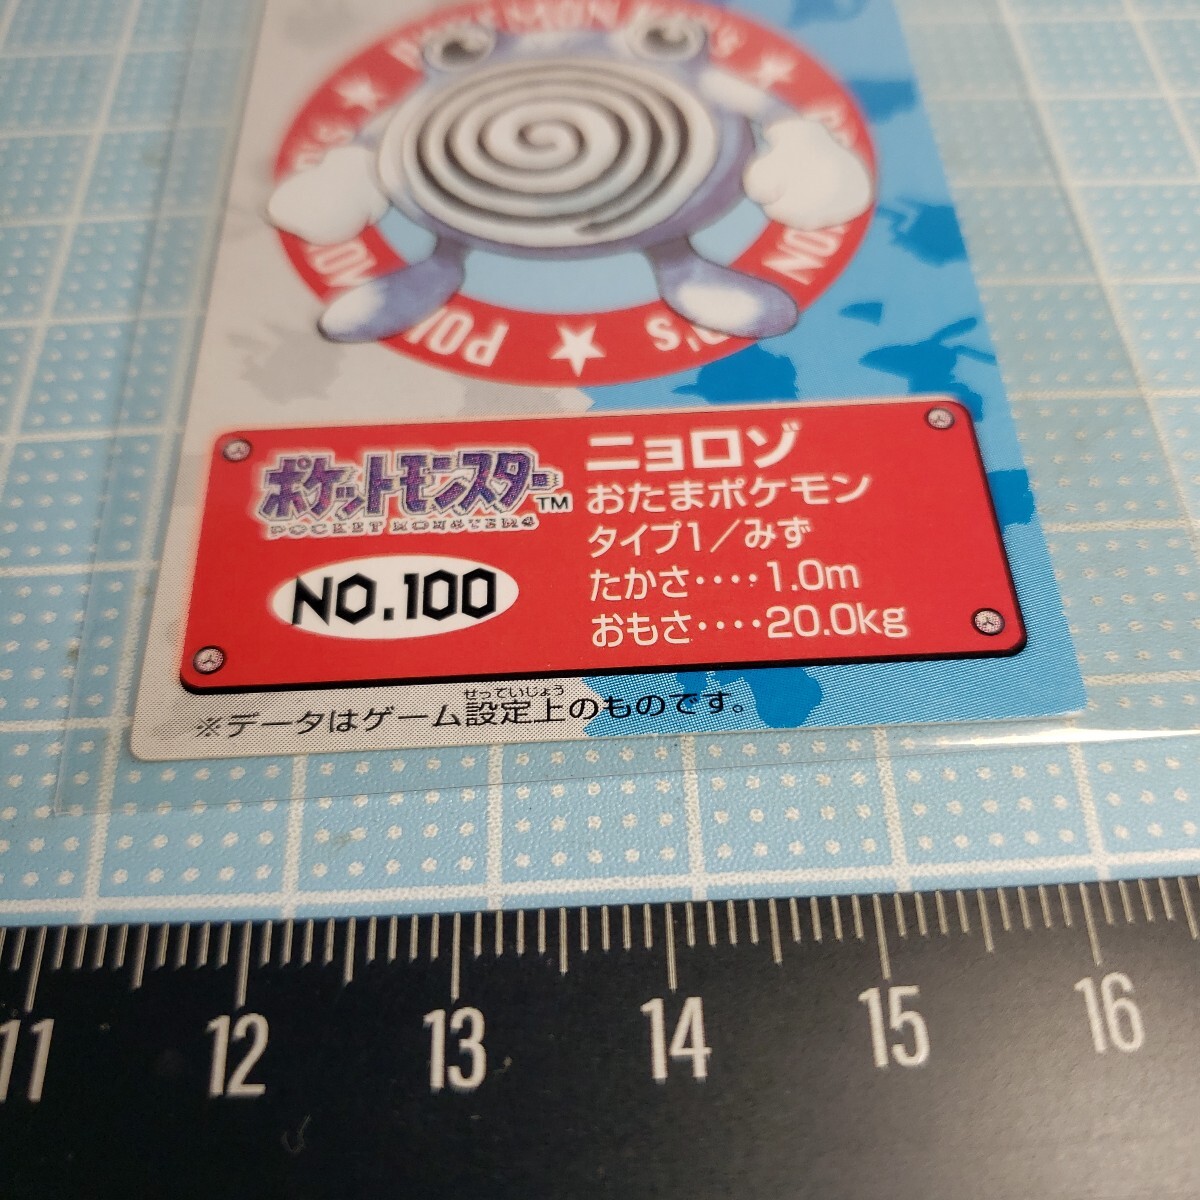 POKEMON KID'S ★ POKEMON KID'S ★
ポケットモンスター™
POCKET MONSTERS
NO.100
ニョロゾ
おたまポケモン
タイプ1／みず
たかさ････1.0m
おもさ････20.0kg
せっていじょう
※データはゲーム設定上のものです。
11 12 13 14 15 16